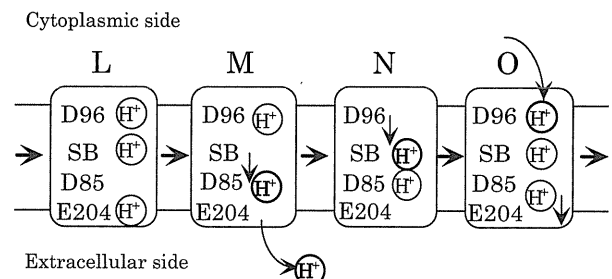 Cytoplasmic side
L M N O
D96 H+ D96 H+ D96 D96 H+
SB H+ SB SB H+ SB H+
D85 D85 H+ D85 H+ D85 H+
E204 H+ E204 E204 E204
Extracellular side H+